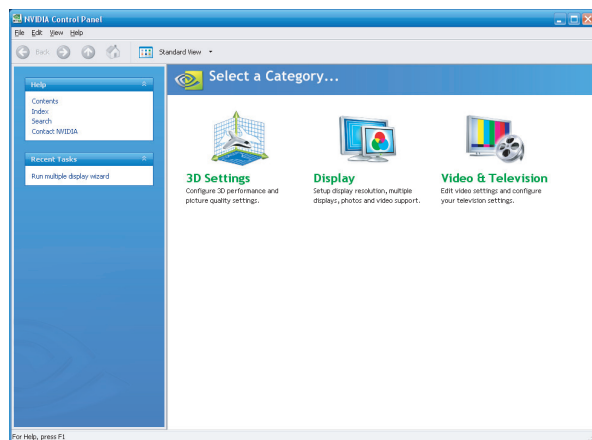 NVIDIA Control Panel
File Edit View Help
Back
Standard View
Help
Contents
Index
Search
Contact NVIDIA
Recent Tasks
Run multiple display wizard
Select a Category...
3D Settings
Configure 3D performance and
picture quality settings.
Display
Setup display resolution, multiple
displays, photos and video support.
Video & Television
Edit video settings and configure
your television settings.
For Help, press F1